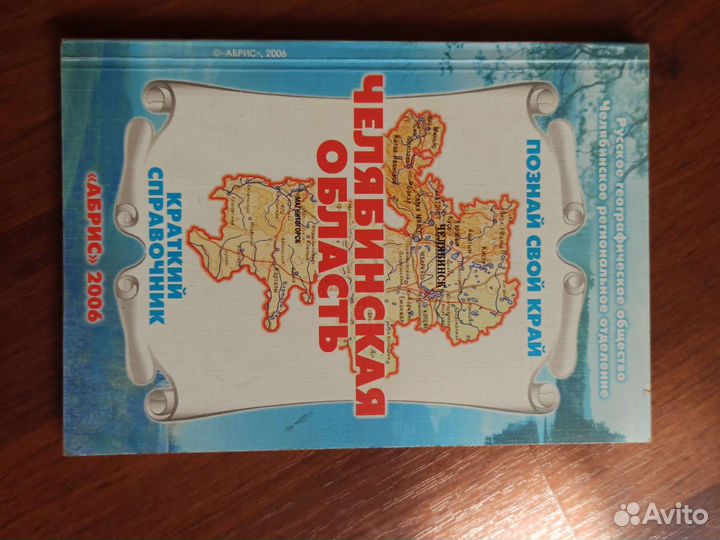 Русское географическое общество
Челябинское региональное отделение
ПОЗНАЙ СВОЙ КРАЙ
ЧЕЛЯБИНСК
МАГНИТОГОРСК
ЧЕЛЯБИНСКАЯ
ОБЛАСТЬ
КРАТКИЙ
СПРАВОЧНИК
«АБРИС» 2006
©«АБРИС», 2006
Avito